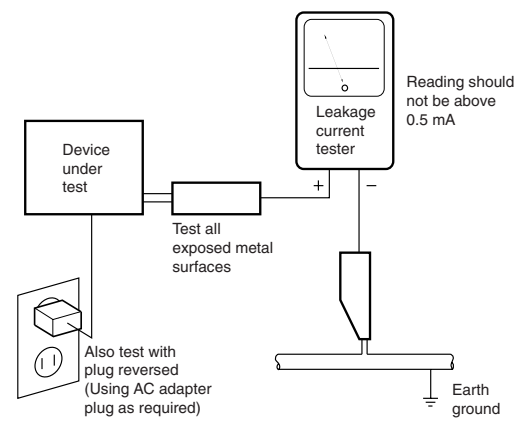 Device
under
test
Leakage
current
tester
Reading should
not be above
0.5 mA
+
−
Test all
exposed metal
surfaces
Also test with
plug reversed
(Using AC adapter
plug as required)
Earth
ground